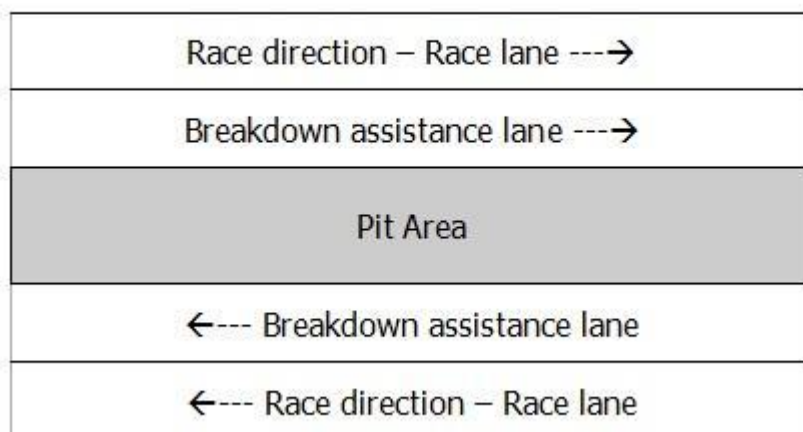 Race direction – Race lane ---→
Breakdown assistance lane ---→
Pit Area
←--- Breakdown assistance lane
←--- Race direction – Race lane